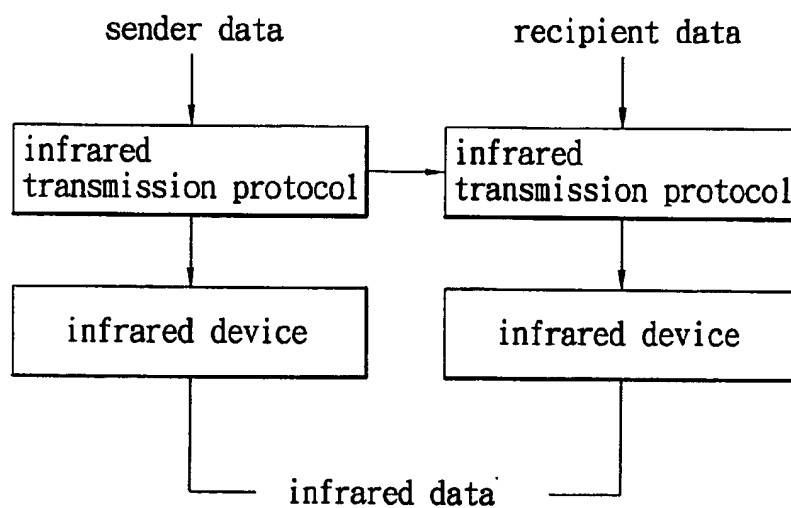 sender data
recipient data
infrared
transmission protocol
infrared
transmission protocol
infrared device
infrared device
infrared data